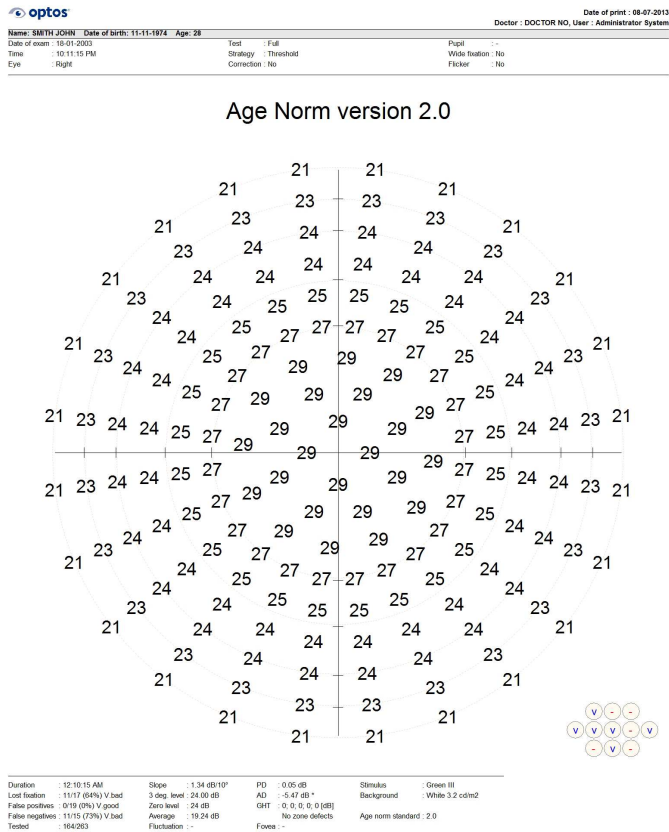 optos
Date of print : 08-07-2013
Doctor : DOCTOR NO, User : Administrator System
Name: SMITH JOHN Date of birth: 11-11-1974 Age: 28
Date of exam : 18-01-2003 Test : Full Pupil : -
Time : 10:11:15 PM Strategy : Threshold Wide fixation : No
Eye : Right Correction : No Flicker : No
Age Norm version 2.0
21 21
21 21
23 23
23 23
21 24 24 21
23 24 24 23
24 24
21 24 24 24 24 21
23 25 25 23
24 25 25 24
24 24
24 25 27 27 27 27 25 24
21 21
23 25 27 29 27 25 23
24 29 24
24 27 29 27 24
25 29 29 25
27 29 29 27
21 23 24 24 29 29 29 24 24 23 21
25 27 29 27 25
29 29 29
21 23 24 24 25 27 29 29 27 25 24 24 23 21
27 29 29 27
25 29 29 25
24 27 29 29 27 24
24 24
23 25 27 29 27 25 23
21 21
24 25 27 27 27 27 25 24
24 24
24 25 25 24
23 25 25 23
21 24 24 24 24 21
24 24
23 24 24 23
21 24 24 21
23 23
23 23
21 21
21 21
v - -
v v v - v
- v -
Duration : 12:10:15 AM Slope : 1.34 dB/10º PD : 0.05 dB Stimulus : Green III
Lost fixation : 11/17 (64%) V.bad 3 deg. level : 24.00 dB AD : -5.47 dB * Background : White 3.2 cd/m2
False positives : 0/19 (0%) V.good Zero level : 24 dB GHT : 0; 0; 0; 0; 0 [dB]
False negatives : 11/15 (73%) V.bad Average : 19.24 dB No zone defects Age norm standard : 2.0
Tested : 164/263 Fluctuation : - Fovea : -